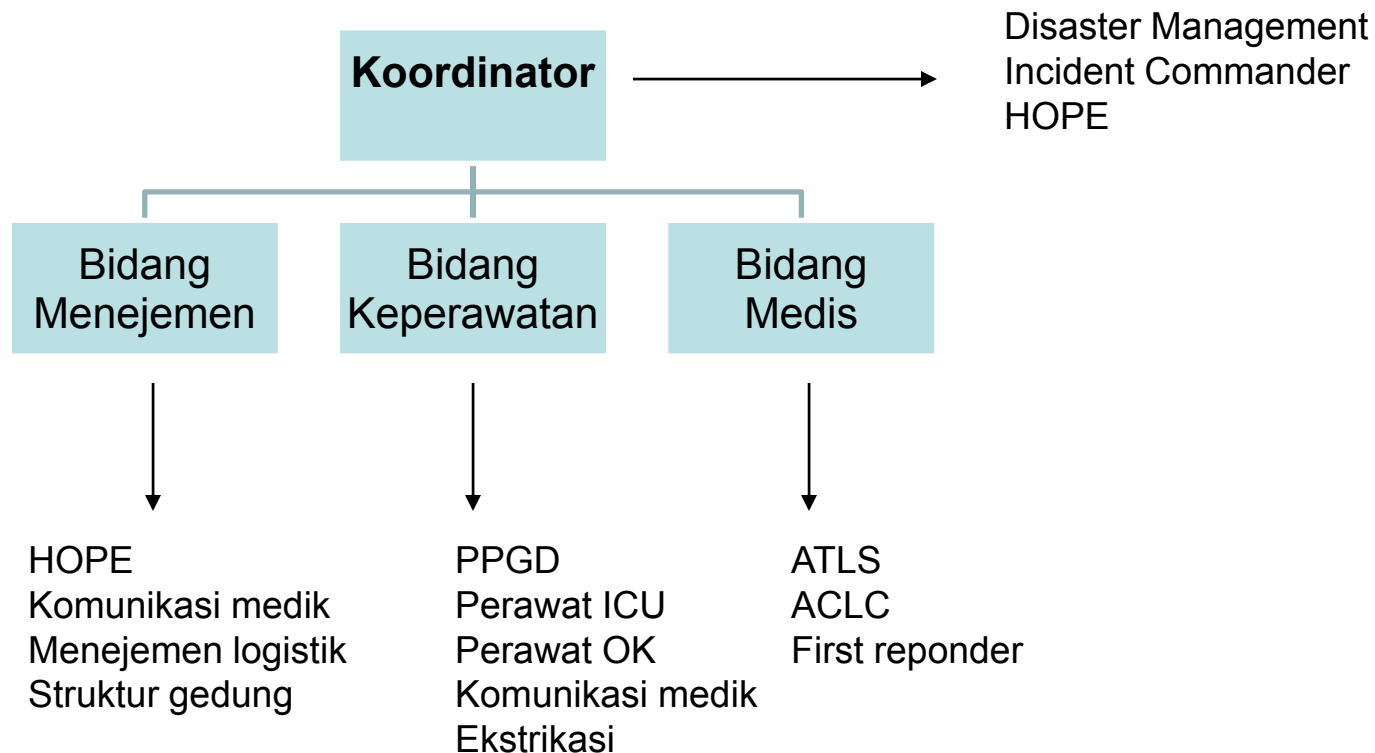 Koordinator
Disaster Management
Incident Commander
HOPE
Bidang
Menejemen
Bidang
Keperawatan
Bidang
Medis
HOPE
Komunikasi medik
Menejemen logistik
Struktur gedung
PPGD
Perawat ICU
Perawat OK
Komunikasi medik
Ekstrikasi
ATLS
ACLC
First reponder